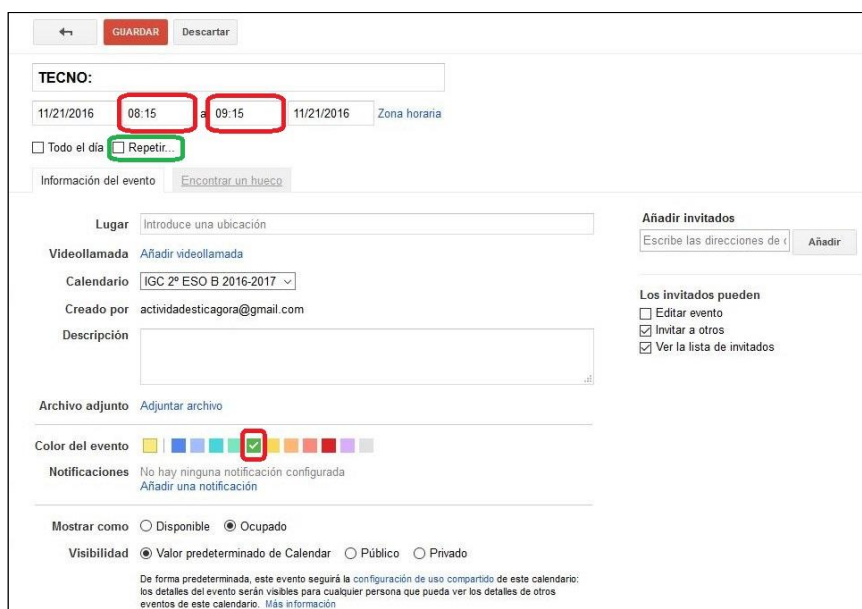 GUARDAR Descartar
TECNO:
11/21/2016 08:15 a 09:15 11/21/2016 Zona horaria
Todo el día Repetir...
Información del evento Encontrar un hueco
Lugar Introduce una ubicación
Videollamada Añadir videollamada
Calendario IGC 2º ESO B 2016-2017
Creado por actividadesticagora@gmail.com
Descripción
Archivo adjunto Adjuntar archivo
Color del evento
Notificaciones No hay ninguna notificación configurada
Añadir una notificación
Mostrar como Disponible Ocupado
Visibilidad Valor predeterminado de Calendar Público Privado
De forma predeterminada, este evento seguirá la configuración de uso compartido de este calendario:
los detalles del evento serán visibles para cualquier persona que pueda ver los detalles de otros
eventos de este calendario. Más información
Añadir invitados
Escribe las direcciones de Añadir
Los invitados pueden
Editar evento
Invitar a otros
Ver la lista de invitados